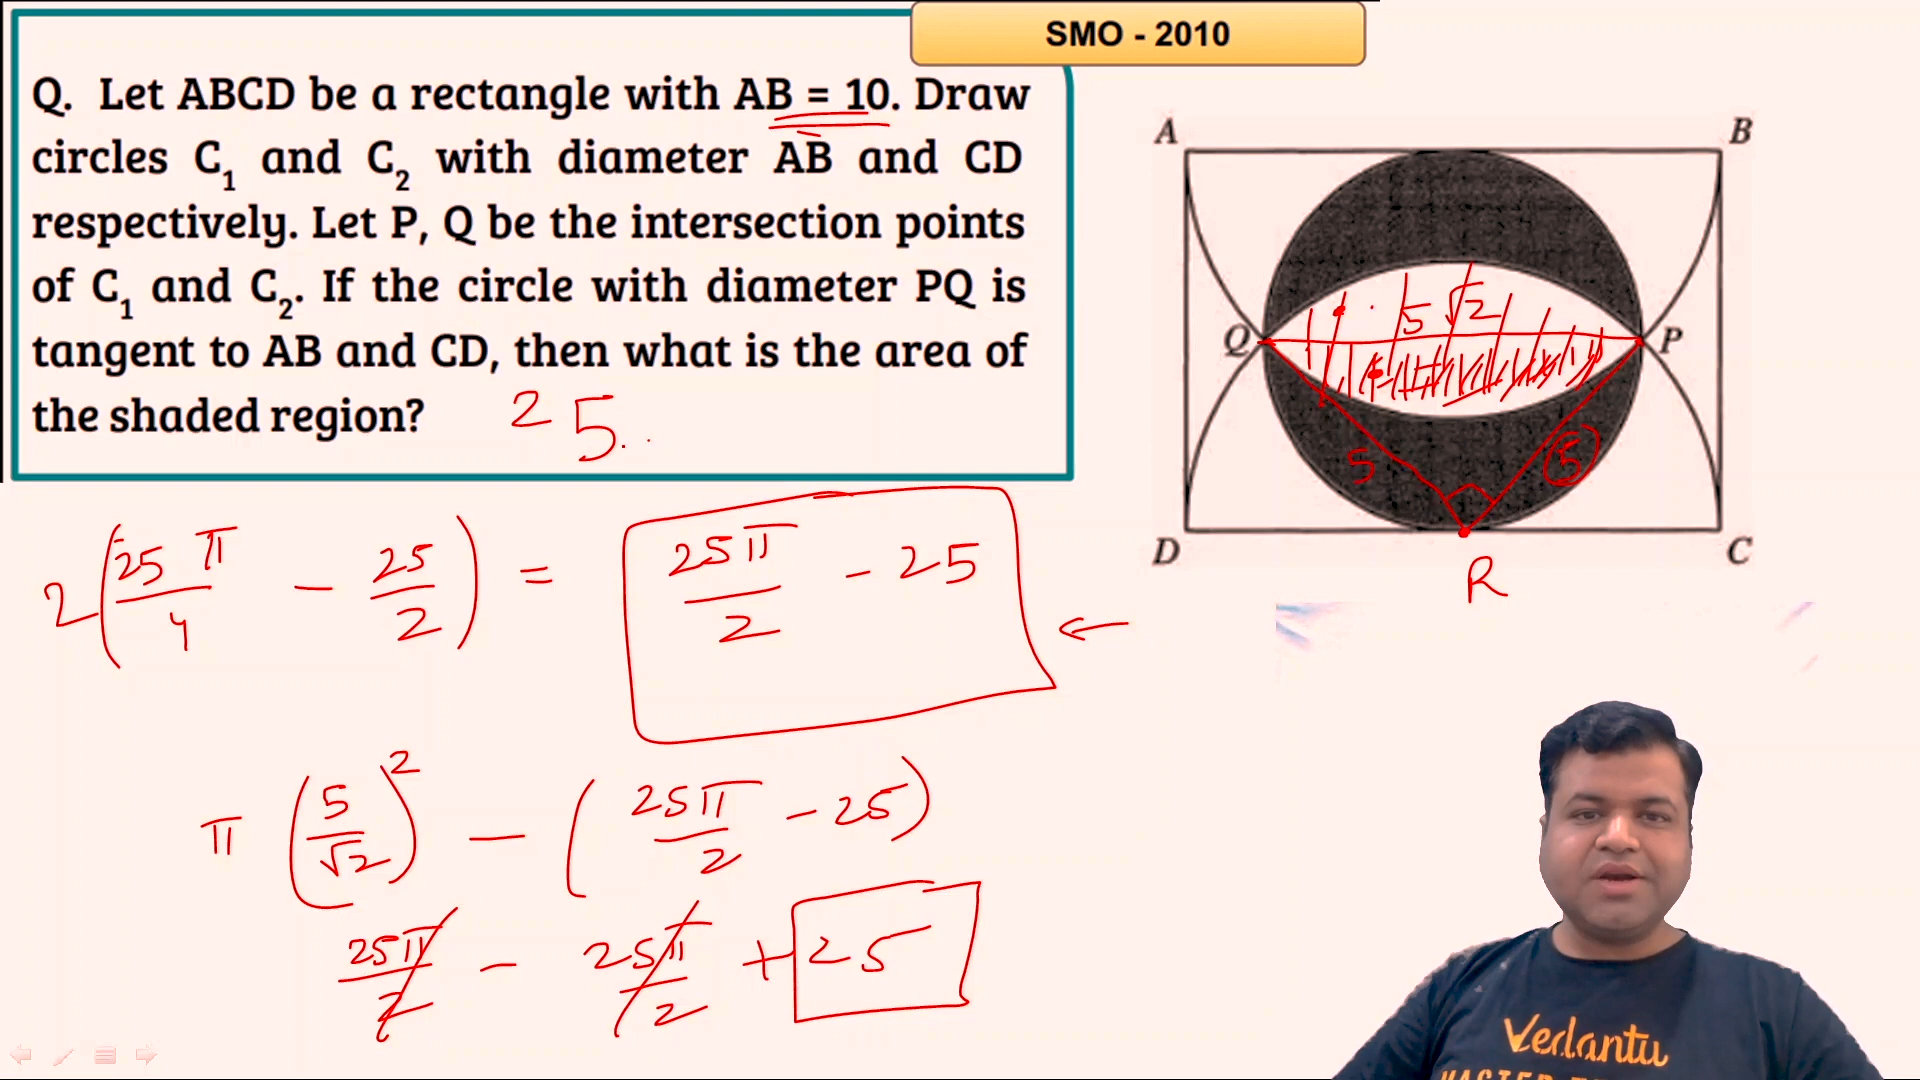 SMO - 2010
Q. Let ABCD be a rectangle with AB = 10. Draw
circles C₁ and C₂ with diameter AB and CD
respectively. Let P, Q be the intersection points
of C₁ and C₂. If the circle with diameter PQ is
tangent to AB and CD, then what is the area of
the shaded region?
25.
A
B
5√2
Q
P
5
5
D
C
R
2(25π/4 - 25/2) = 25π/2 - 25 ←
π(5/√2)² - (25π/2 - 25)
25π/2 - 25π/2 + 25
Vedantu